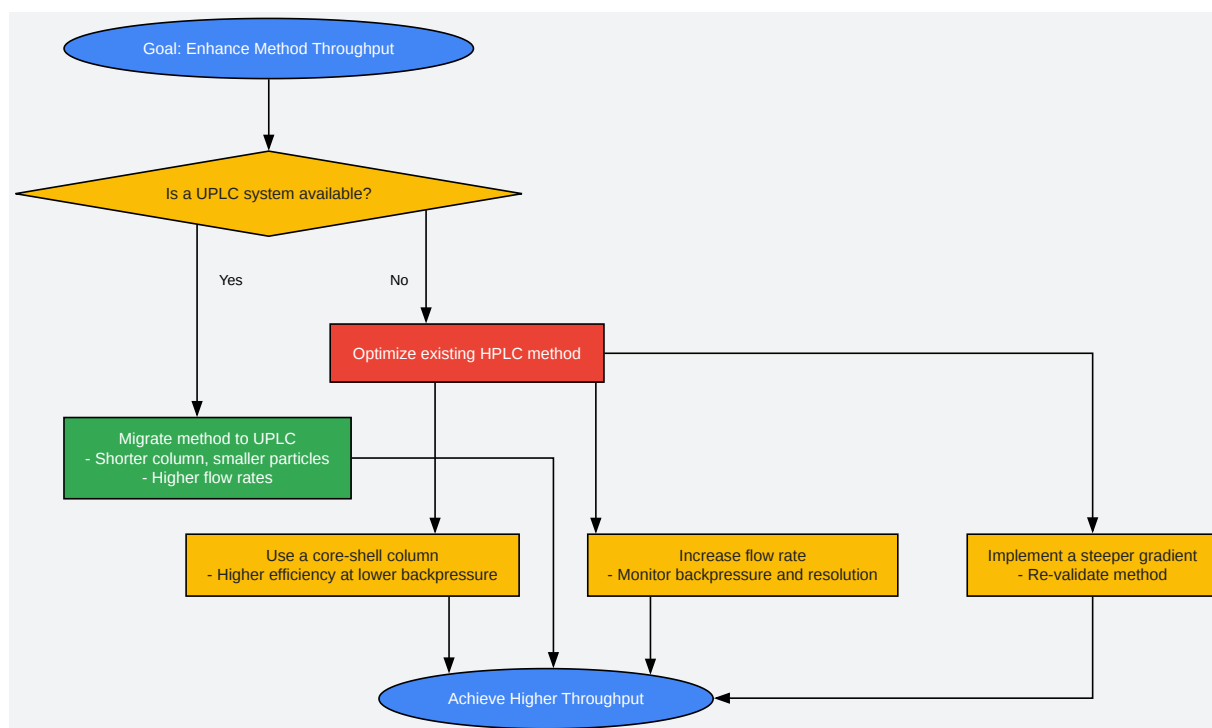 Goal: Enhance Method Throughput
Is a UPLC system available?
Yes
No
Optimize existing HPLC method
Migrate method to UPLC
- Shorter column, smaller particles
- Higher flow rates
Use a core-shell column
- Higher efficiency at lower backpressure
Increase flow rate
- Monitor backpressure and resolution
Implement a steeper gradient
- Re-validate method
Achieve Higher Throughput